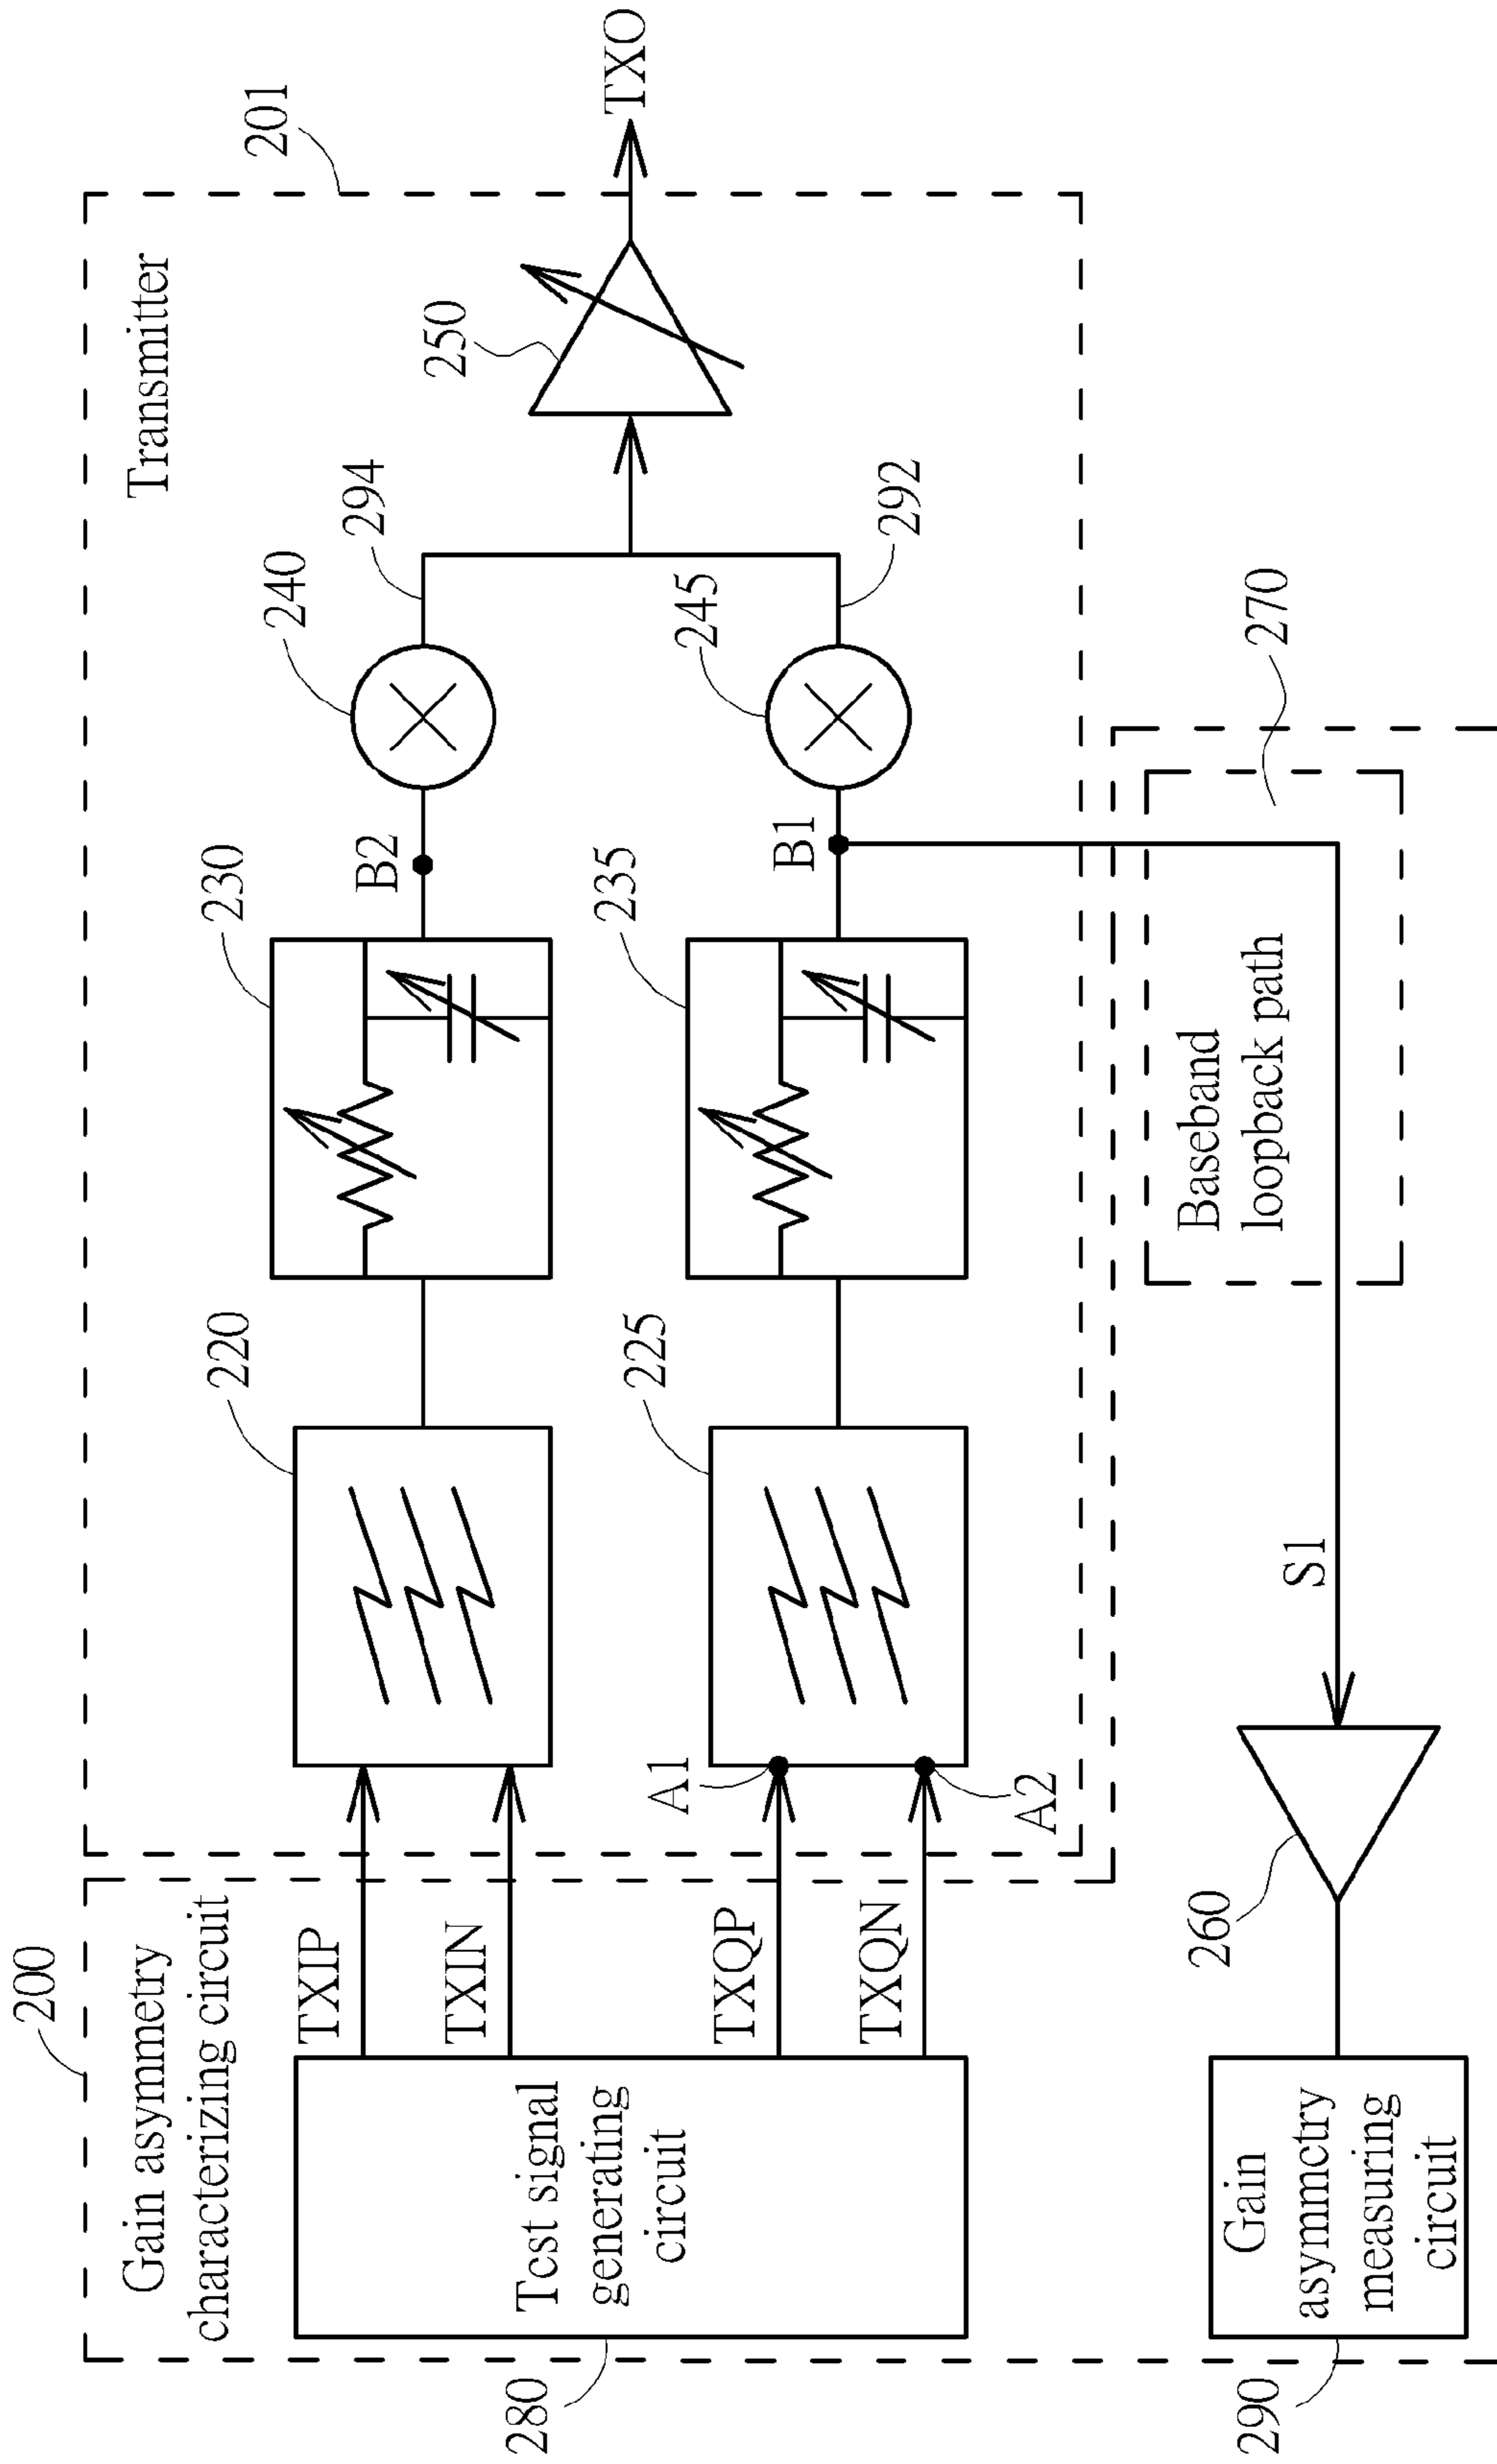 200
Gain asymmetry
characterizing circuit
Transmitter
201
280
Test signal
generating
circuit
TXIP
TXIN
TXQP
TXQN
A1
A2
220
225
230
235
B2
B1
240
245
294
292
250
TXO
270
Baseband
loopback path
S1
260
290
Gain
asymmetry
measuring
circuit